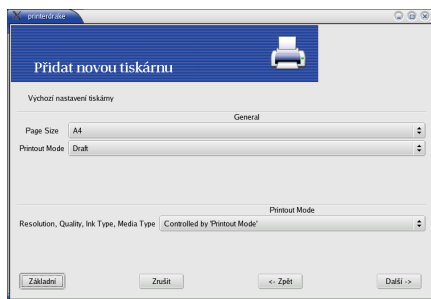 printerdrake
Přidat novou tiskárnu
Výchozí nastavení tiskárny
General
Page Size A4
Printout Mode Draft
Printout Mode
Resolution, Quality, Ink Type, Media Type Controlled by 'Printout Mode'
Základní Zrušit <- Zpět Další ->